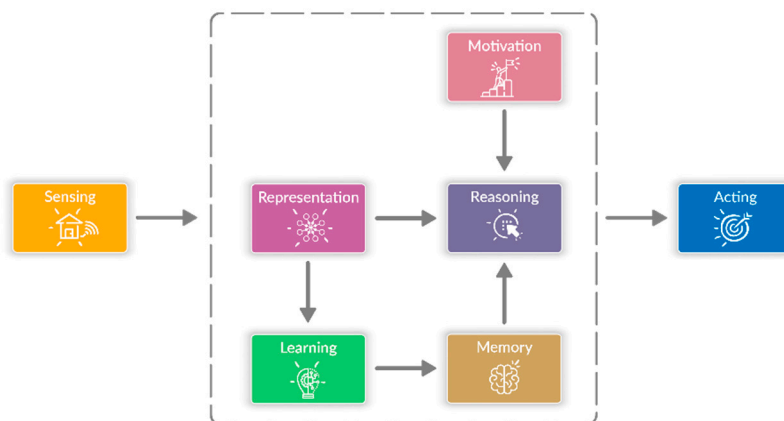 Motivation
Sensing
Representation
Reasoning
Acting
Learning
Memory